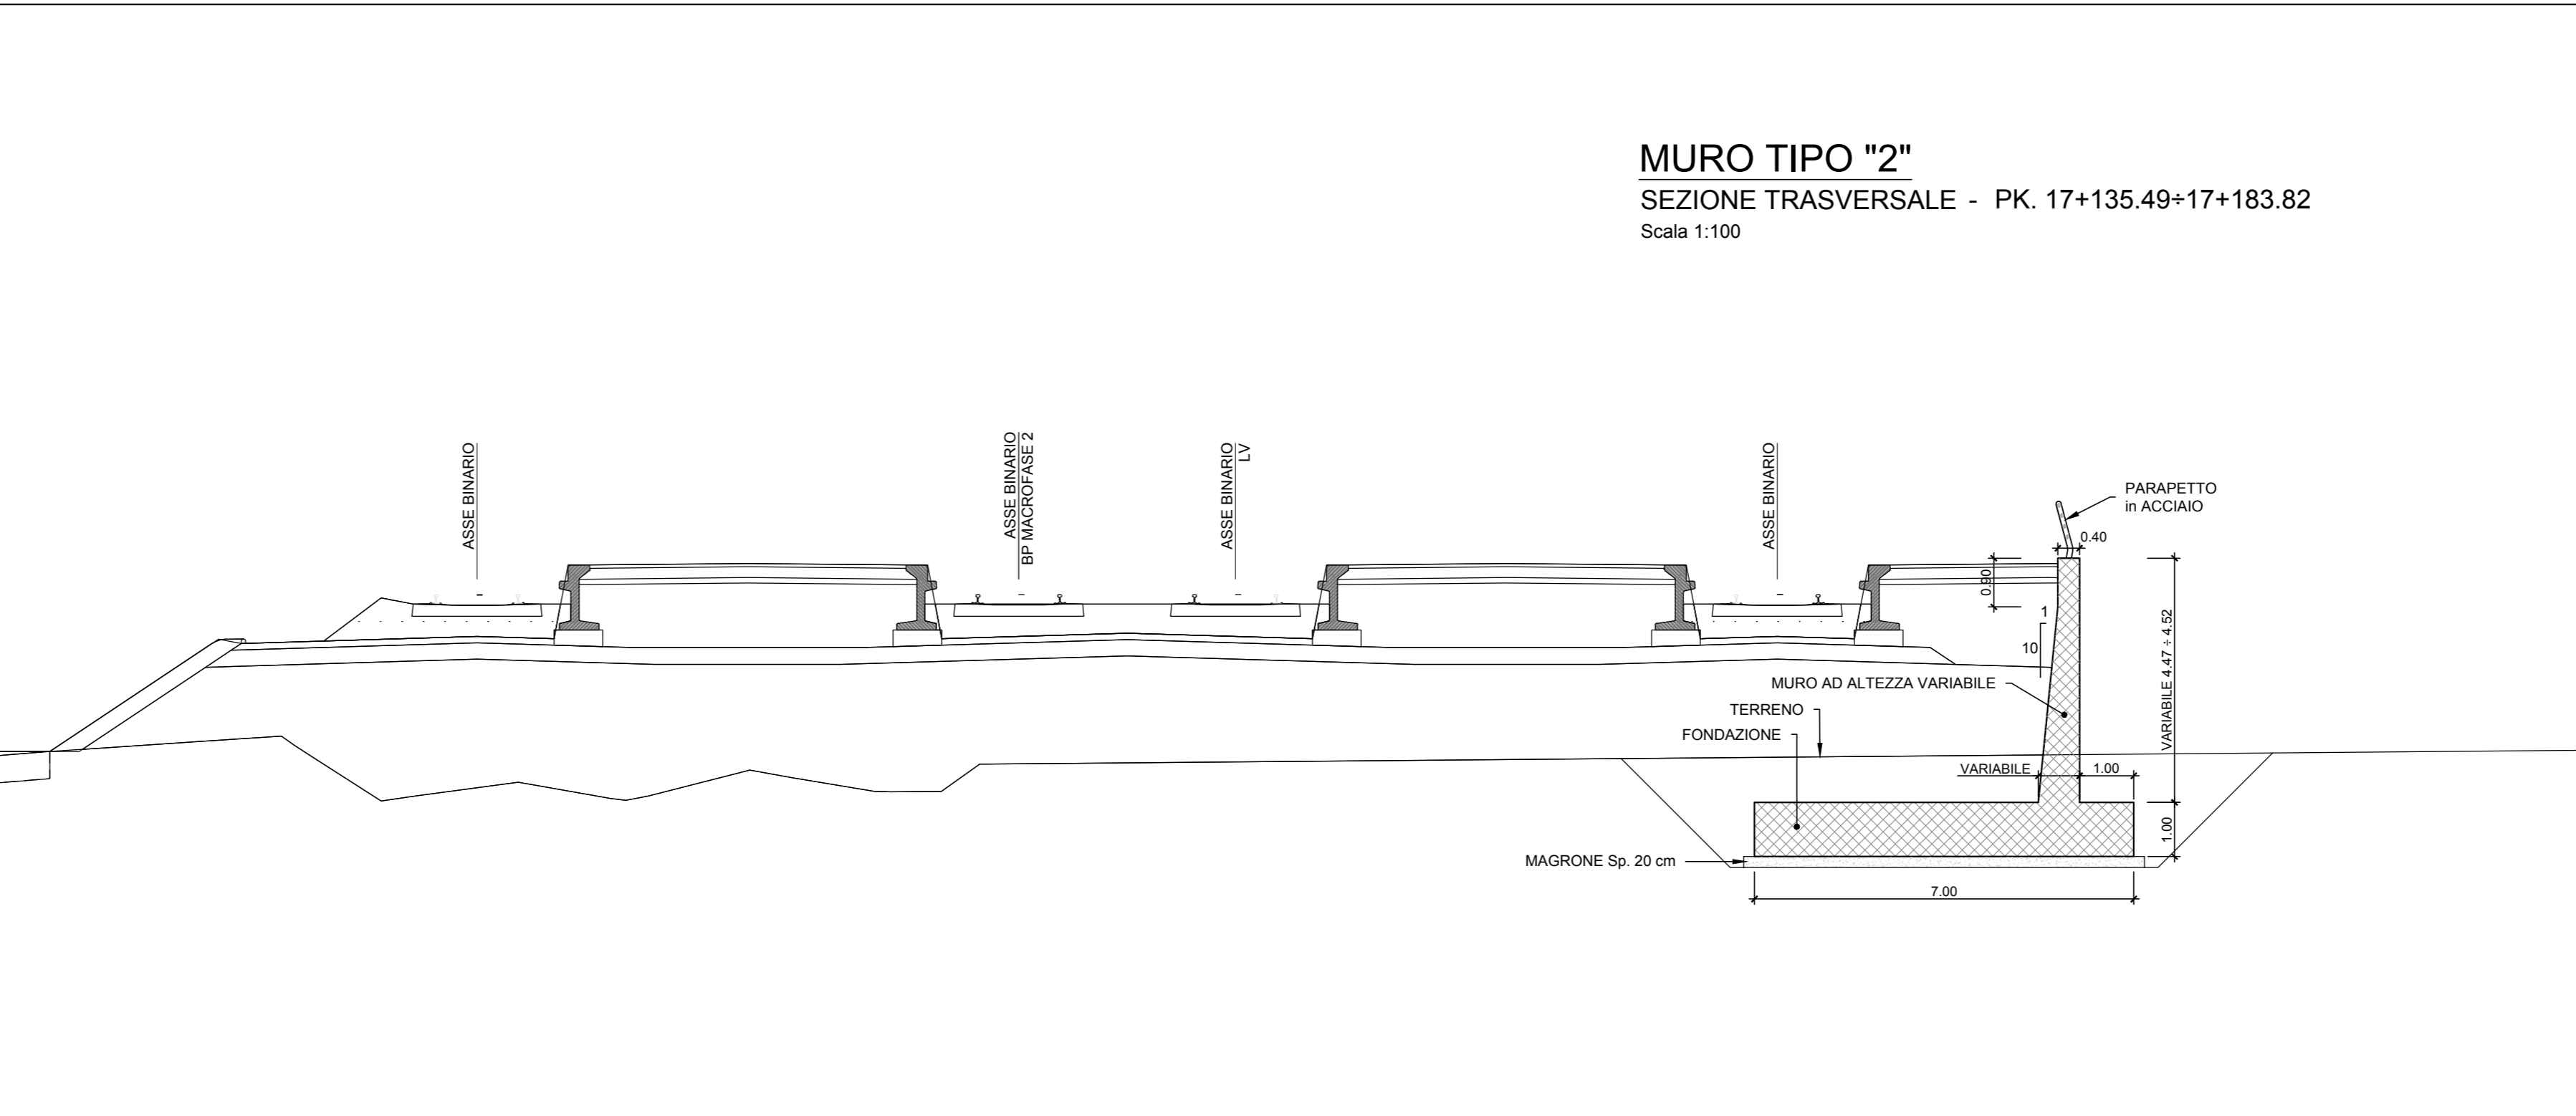 MURO TIPO "2"
SEZIONE TRASVERSALE - PK. 17+135.49÷17+183.82
Scala 1:100
ASSE BINARIO
ASSE BINARIO
BP MACROFASE 2
ASSE BINARIO
LV
ASSE BINARIO
PARAPETTO
in ACCIAIO
0.40
0.90
1
10
VARIABILE 4.47 ÷ 4.52
MURO AD ALTEZZA VARIABILE
TERRENO
FONDAZIONE
VARIABILE
1.00
1.00
MAGRONE Sp. 20 cm
7.00